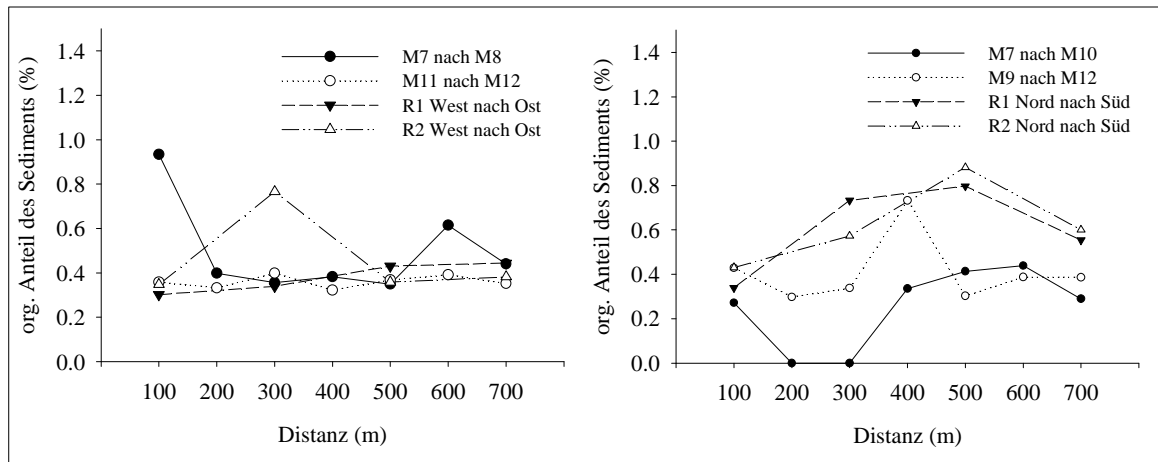 org. Anteil des Sediments (%)
1.4
1.2
1.0
0.8
0.6
0.4
0.2
0.0
M7 nach M8
M11 nach M12
R1 West nach Ost
R2 West nach Ost
100 200 300 400 500 600 700
Distanz (m)
org. Anteil des Sediments (%)
1.4
1.2
1.0
0.8
0.6
0.4
0.2
0.0
M7 nach M10
M9 nach M12
R1 Nord nach Süd
R2 Nord nach Süd
100 200 300 400 500 600 700
Distanz (m)